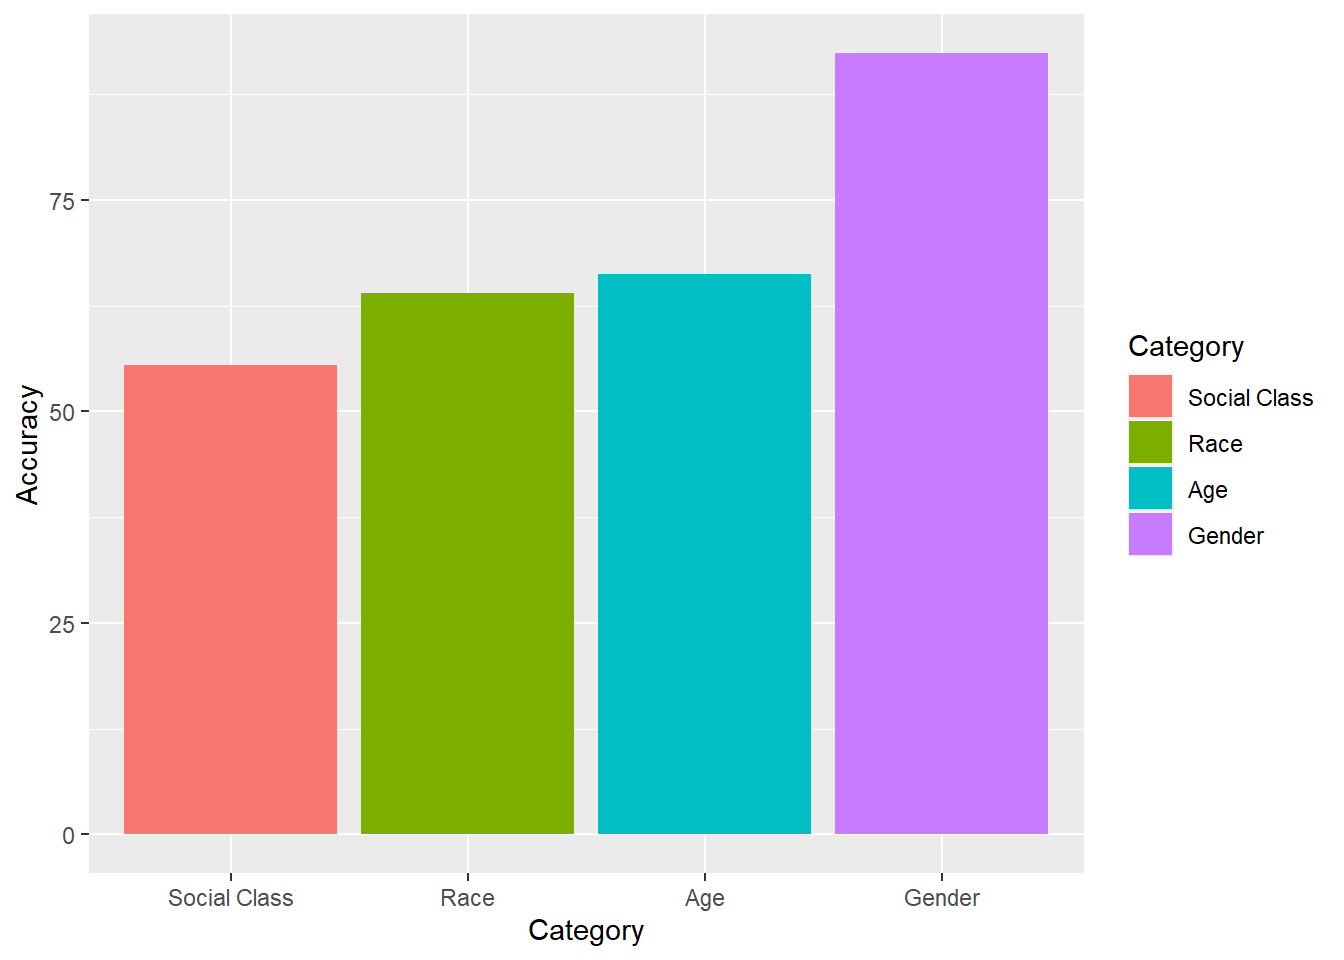 Accuracy
75
50
25
0
Social Class
Race
Age
Gender
Category
Category
Social Class
Race
Age
Gender